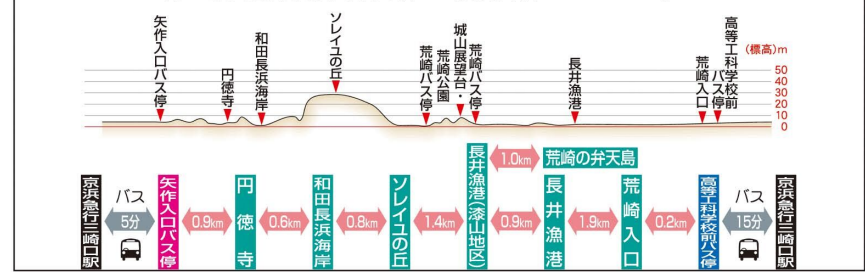 矢作入口バス停
円徳寺
和田長浜海岸
ソレイユの丘
荒崎バス停
荒崎公園
城山展望台・
荒崎バス停
長井漁港
荒崎入口
バス停
高等工科学校前
(標高)m
50
40
30
20
10
0
1.0km
荒崎の弁天島
京浜急行三崎口駅
バス
5分
矢作入口バス停
0.9km
円徳寺
0.6km
和田長浜海岸
0.8km
ソレイユの丘
1.4km
長井漁港(漆山地区)
0.9km
長井漁港
1.9km
荒崎入口
0.2km
高等工科学校前バス停
バス
15分
京浜急行三崎口駅